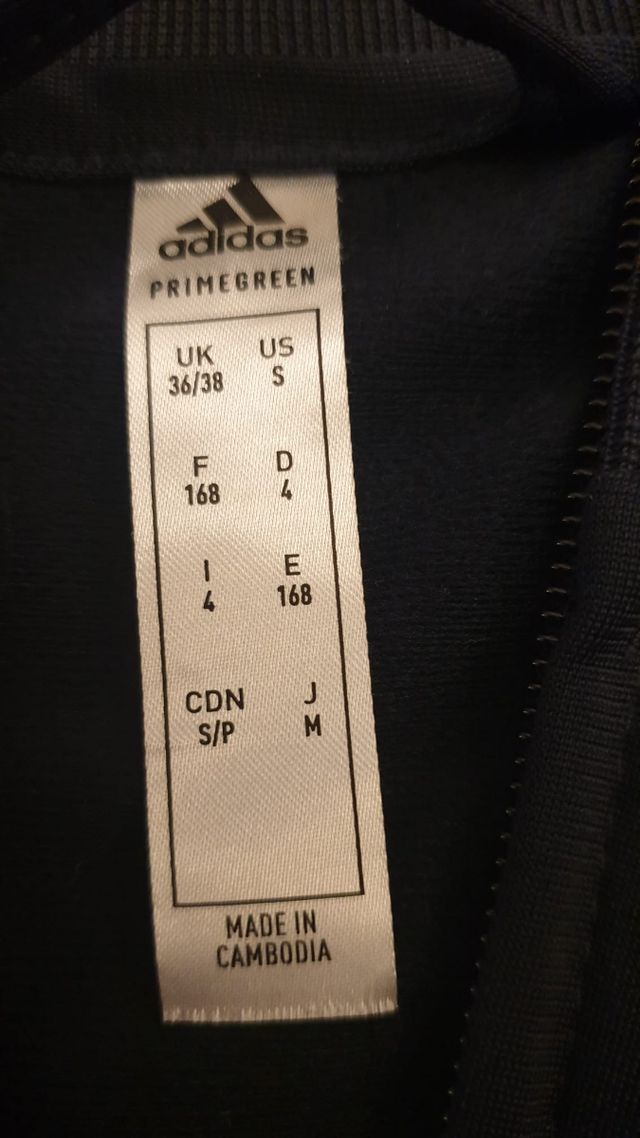 adidas
PRIMEGREEN
UK US
36/38 S
F D
168 4
I E
4 168
CDN J
S/P M
MADE IN
CAMBODIA